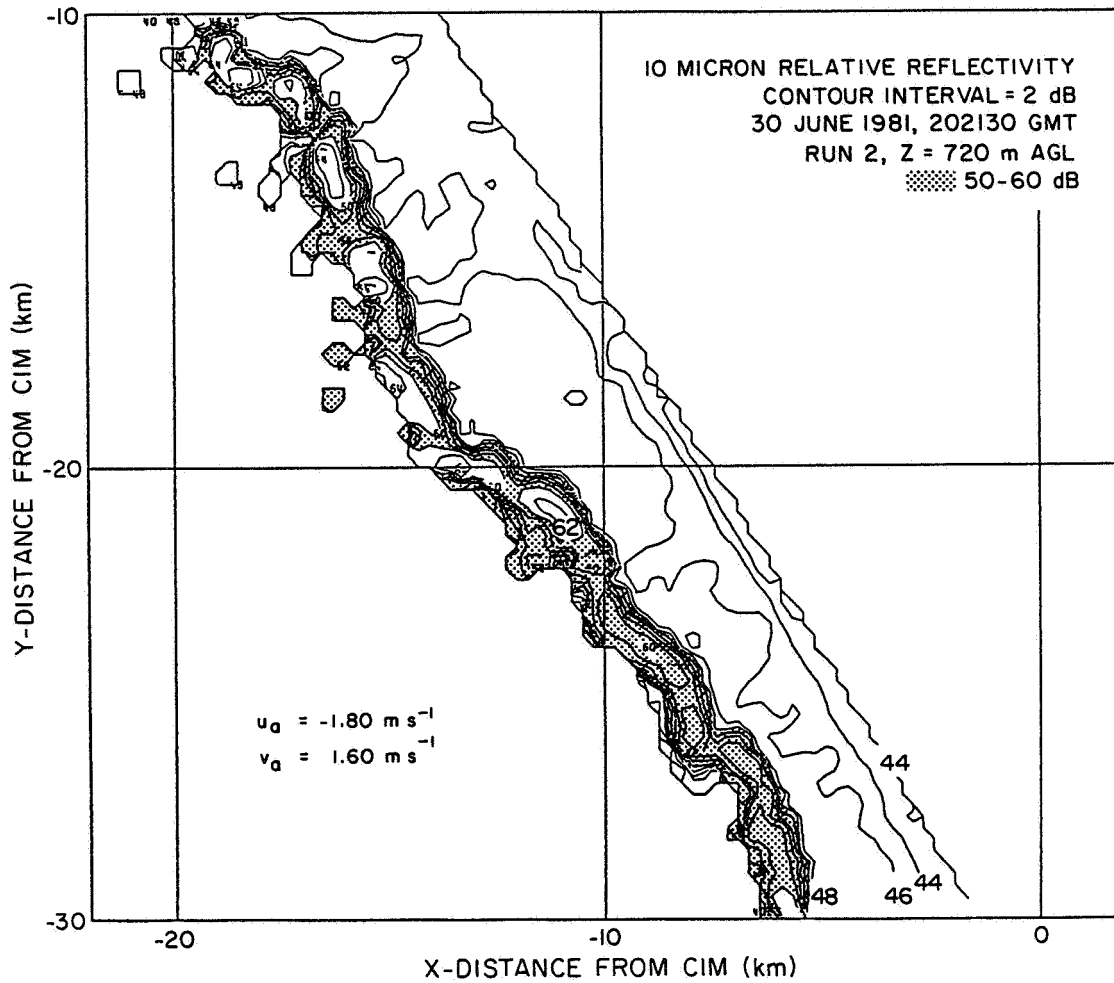 -10
10 MICRON RELATIVE REFLECTIVITY
CONTOUR INTERVAL = 2 dB
30 JUNE 1981, 202130 GMT
RUN 2, Z = 720 m AGL
50-60 dB
Y-DISTANCE FROM CIM (km)
-20
62
u_a = -1.80 m s⁻¹
v_a = 1.60 m s⁻¹
44
48
46
44
-30
-20
-10
0
X-DISTANCE FROM CIM (km)